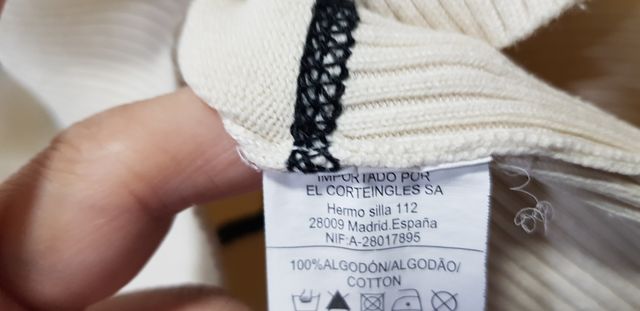 IMPORTADO POR
EL CORTEINGLES SA
Hermo silla 112
28009 Madrid.España
NIF:A-28017895
100%ALGODÓN/ALGODÃO/
COTTON